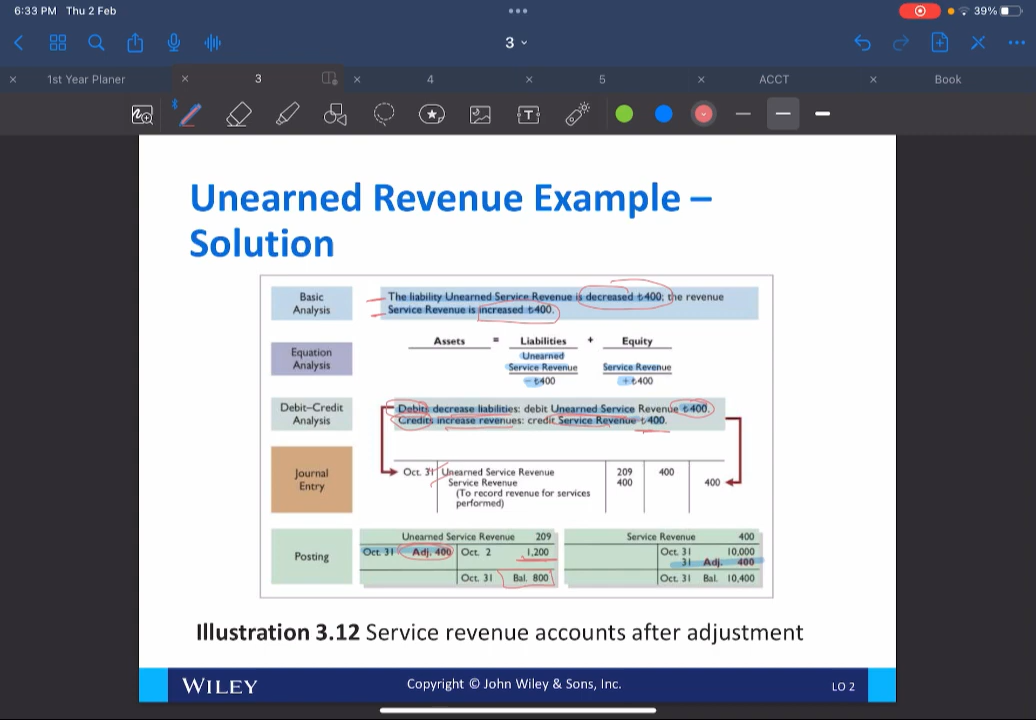 6:33 PM Thu 2 Feb
39%
3
1st Year Planer
3
4
5
ACCT
Book
Unearned Revenue Example –
Solution
Basic
Analysis
The liability Unearned Service Revenue is decreased ₺400; the revenue
Service Revenue is increased ₺400.
Equation
Analysis
Assets = Liabilities + Equity
Unearned
Service Revenue Service Revenue
−₺400 +₺400
Debit–Credit
Analysis
Debits decrease liabilities: debit Unearned Service Revenue ₺400.
Credits increase revenues: credit Service Revenue ₺400.
Journal
Entry
Oct. 31 Unearned Service Revenue 209 400
Service Revenue 400 400
(To record revenue for services
performed)
Posting
Unearned Service Revenue 209
Oct. 31 Adj. 400 Oct. 2 1,200
Oct. 31 Bal. 800
Service Revenue 400
Oct. 31 10,000
31 Adj. 400
Oct. 31 Bal. 10,400
Illustration 3.12 Service revenue accounts after adjustment
WILEY
Copyright © John Wiley & Sons, Inc.
LO 2